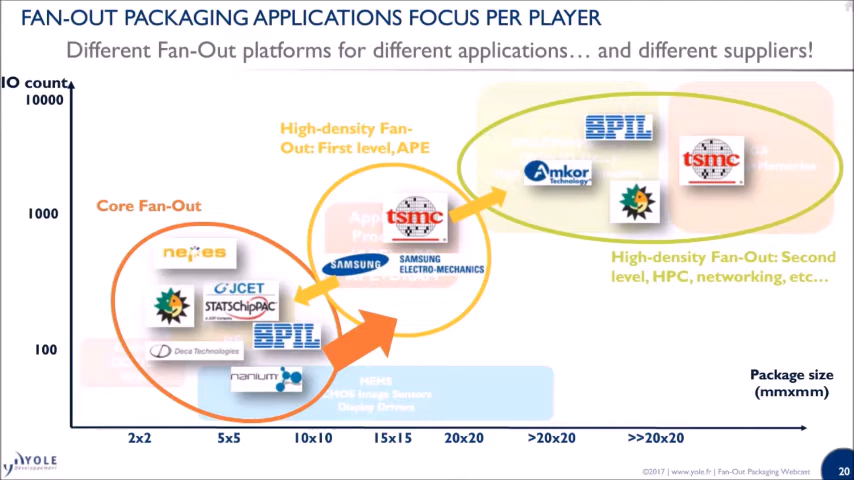 FAN-OUT PACKAGING APPLICATIONS FOCUS PER PLAYER
Different Fan-Out platforms for different applications… and different suppliers!
IO count
10000
1000
100
High-density Fan-
Out: First level, APE
Core Fan-Out
nepes
JCET
STATSChipPAC
SPIL
Deca Technologies
nanium
tsmc
SAMSUNG
SAMSUNG
ELECTRO-MECHANICS
SPIL
Amkor
Technology
tsmc
High-density Fan-Out: Second
level, HPC, networking, etc…
MEMS
CMOS Image Sensors
Display Drivers
Package size
(mmxmm)
2x2 5x5 10x10 15x15 20x20 >20x20 >>20x20
YOLE
Développement
©2017 | www.yole.fr | Fan-Out Packaging Webcast
20